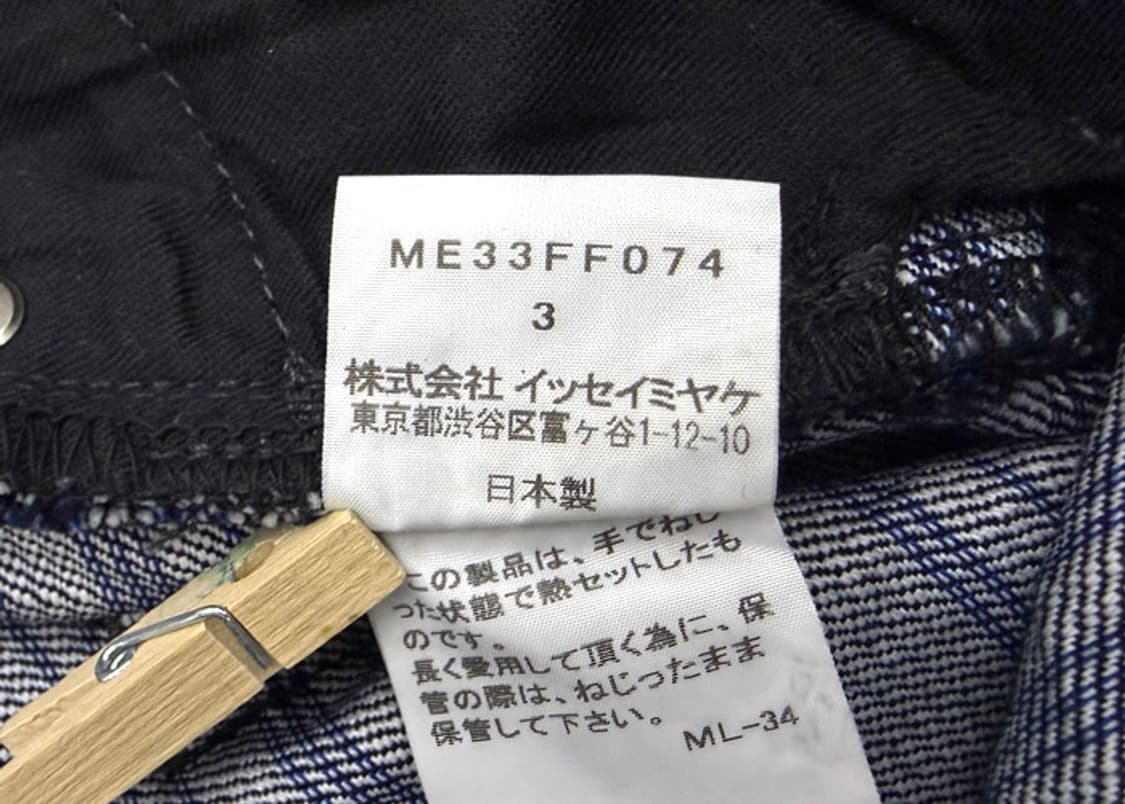 ME33FF074
3
株式会社 イッセイミヤケ
東京都渋谷区富ヶ谷1-12-10
日本製
この製品は、手でねじ
った状態で熱セットしたも
のです。
長く愛用して頂く為に、保
管の際は、ねじったまま
保管して下さい。
ML-34